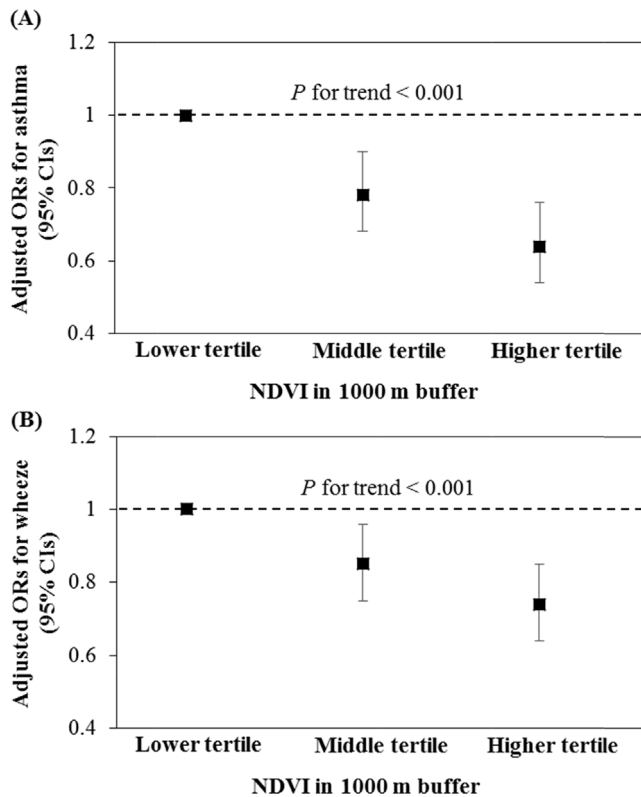 (A)
Adjusted ORs for asthma
(95% CIs)
1.2
1
0.8
0.6
0.4
P for trend < 0.001
Lower tertile
Middle tertile
Higher tertile
NDVI in 1000 m buffer
(B)
Adjusted ORs for wheeze
(95% CIs)
1.2
1
0.8
0.6
0.4
P for trend < 0.001
Lower tertile
Middle tertile
Higher tertile
NDVI in 1000 m buffer